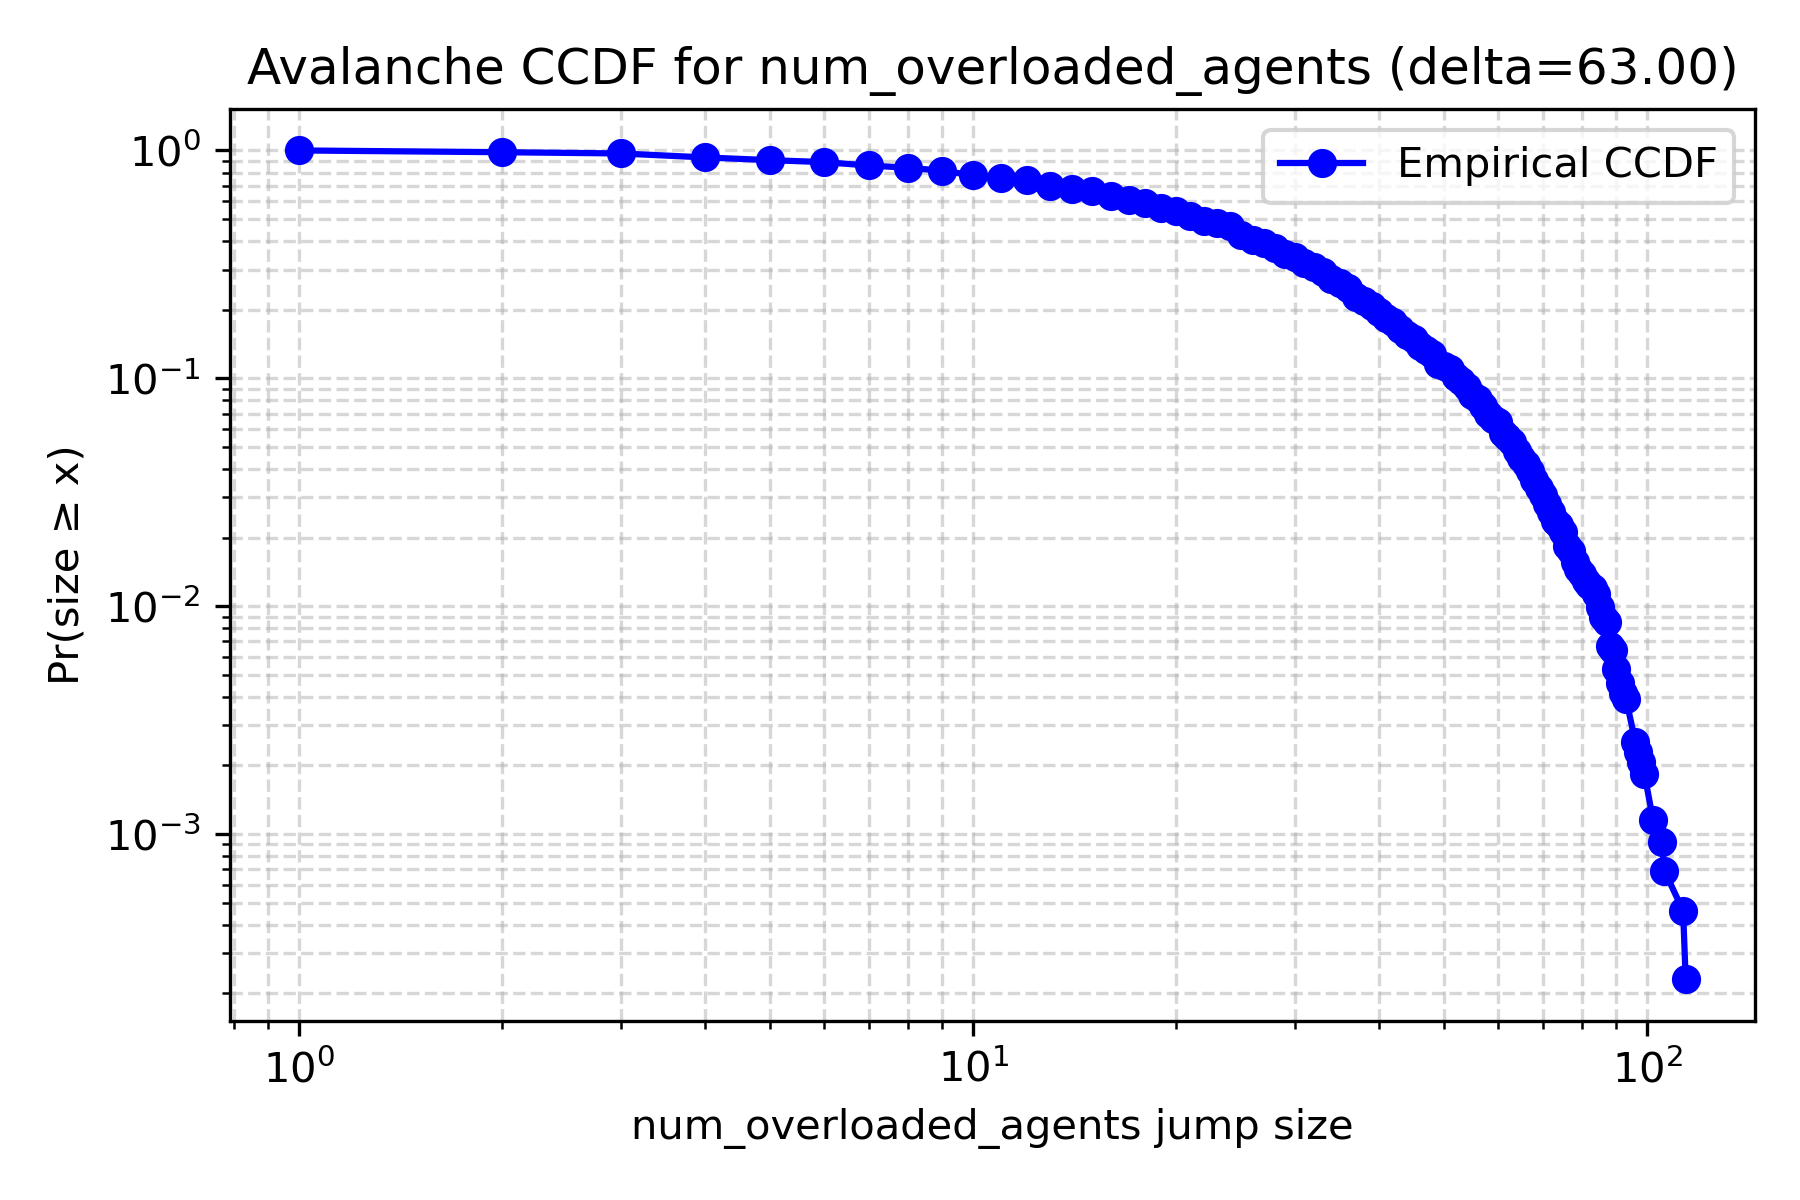 Avalanche CCDF for num_overloaded_agents (delta=63.00)
Empirical CCDF
Pr(size ≥ x)
10⁰
10⁻¹
10⁻²
10⁻³
10⁰ 10¹ 10²
num_overloaded_agents jump size